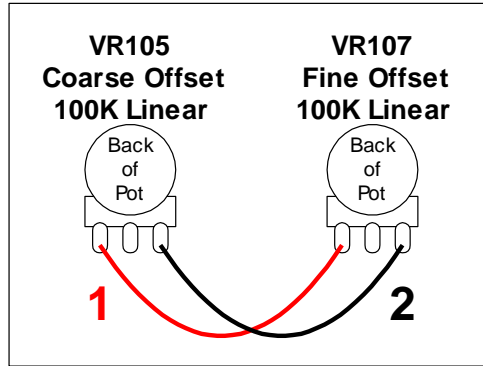 VR105
Coarse Offset
100K Linear
Back
of
Pot
VR107
Fine Offset
100K Linear
Back
of
Pot
1
2